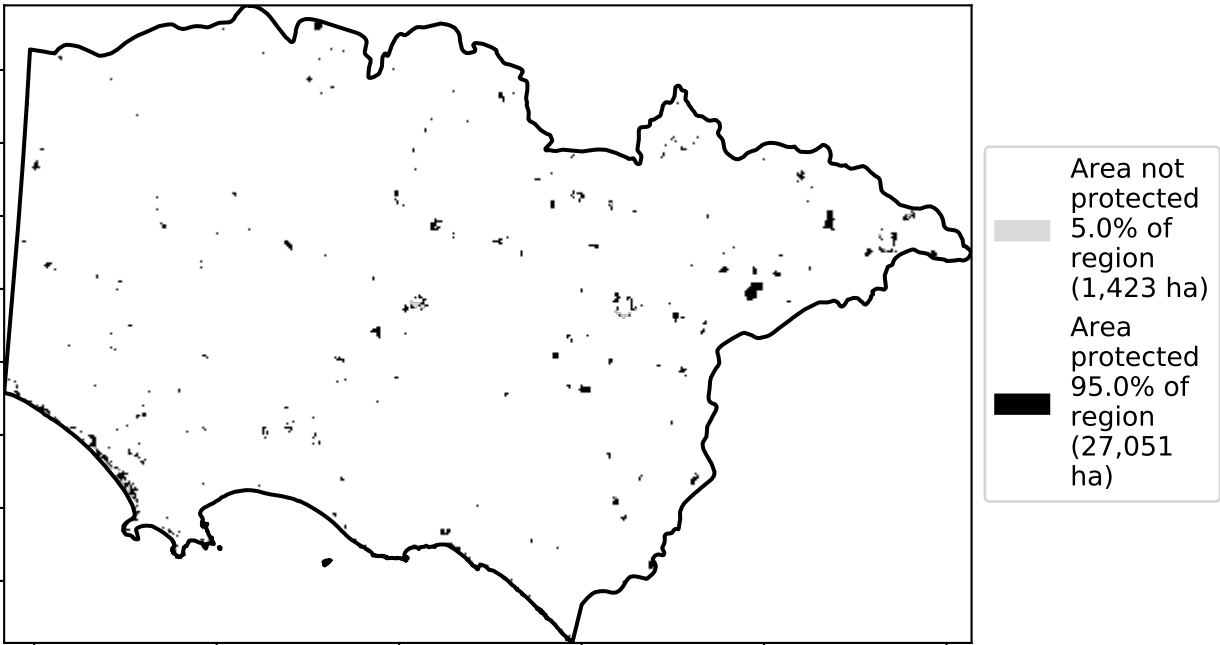 Area not
protected
5.0% of
region
(1,423 ha)
Area
protected
95.0% of
region
(27,051
ha)